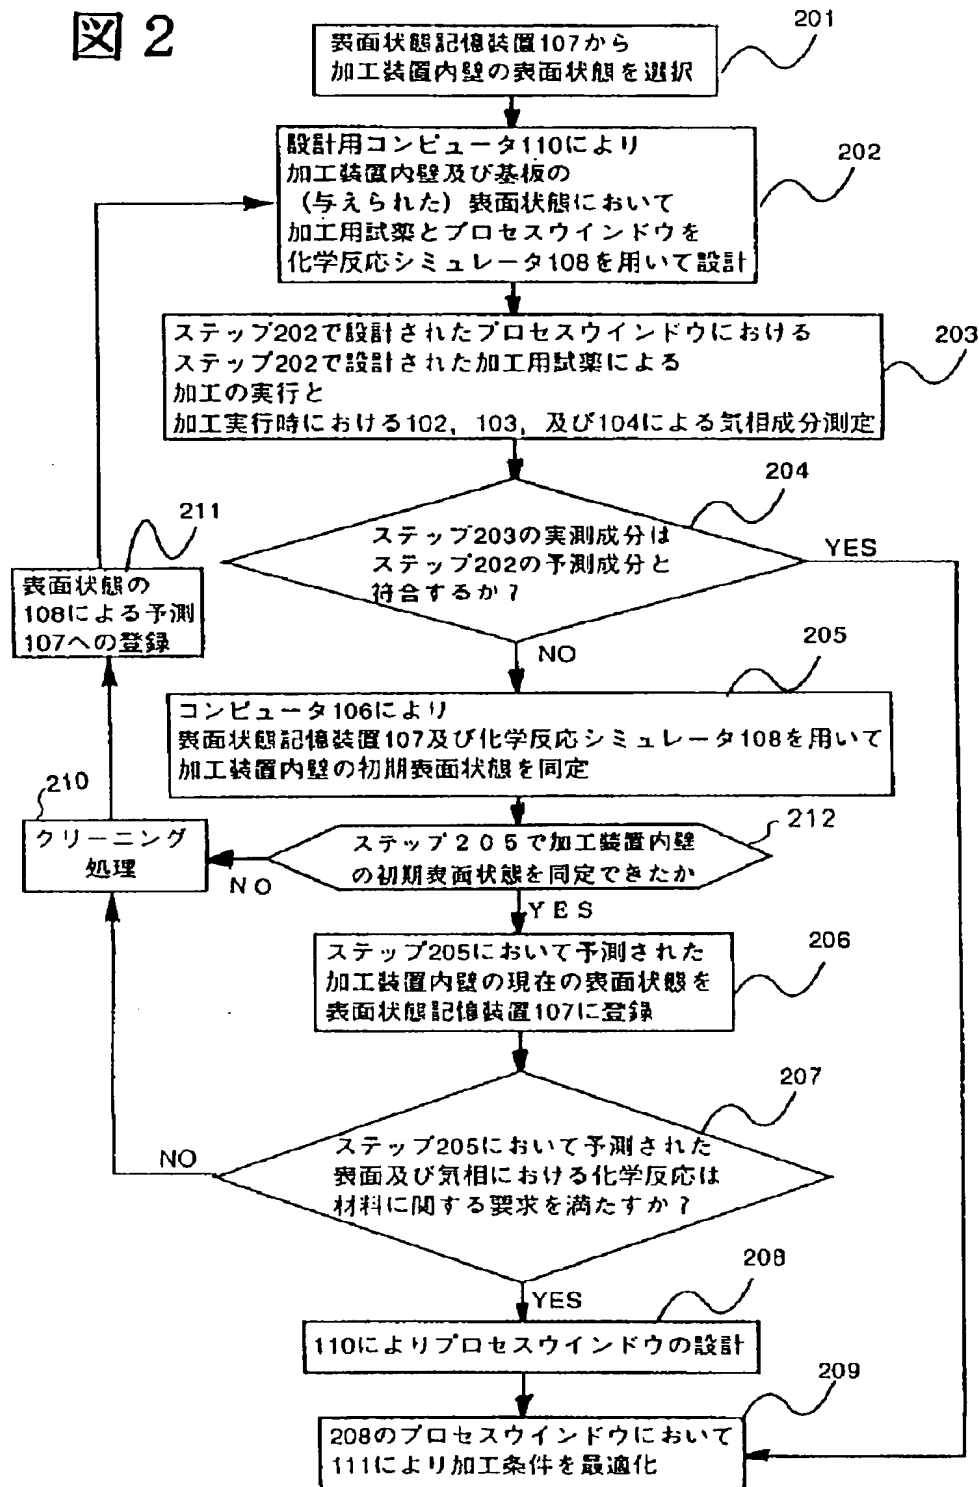 図2
201
表面状態記憶装置107から
加工装置内壁の表面状態を選択
202
設計用コンピュータ110により
加工装置内壁及び基板の
(与えられた) 表面状態において
加工用試薬とプロセスウインドウを
化学反応シミュレータ108を用いて設計
203
ステップ202で設計されたプロセスウインドウにおける
ステップ202で設計された加工用試薬による
加工の実行と
加工実行時における102, 103, 及び104による気相成分測定
204
ステップ203の実測成分は
ステップ202の予測成分と
符合するか?
YES
NO
211
表面状態の
108による予測
107への登録
205
コンピュータ106により
表面状態記憶装置107及び化学反応シミュレータ108を用いて
加工装置内壁の初期表面状態を同定
210
クリーニング
処理
212
ステップ205で加工装置内壁
の初期表面状態を同定できたか
NO
YES
206
ステップ205において予測された
加工装置内壁の現在の表面状態を
表面状態記憶装置107に登録
207
ステップ205において予測された
表面及び気相における化学反応は
材料に関する要求を満たすか?
NO
YES
208
110によりプロセスウインドウの設計
209
208のプロセスウインドウにおいて
111により加工条件を最適化